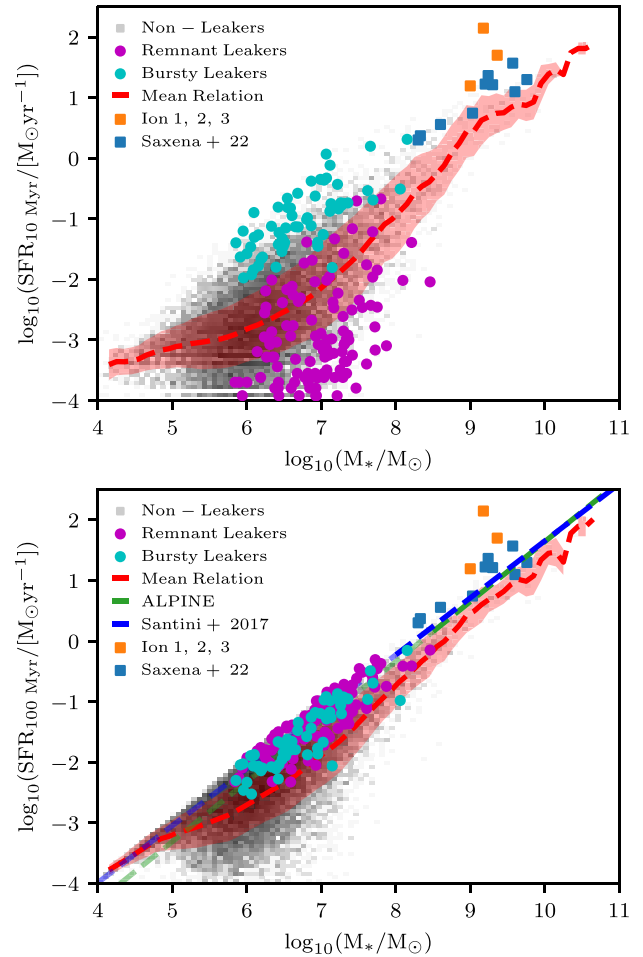 2
1
0
−1
−2
−3
−4
log₁₀(SFR₁₀ Myr/[M⊙yr⁻¹])
Non − Leakers
Remnant Leakers
Bursty Leakers
Mean Relation
Ion 1, 2, 3
Saxena + 22
4 5 6 7 8 9 10 11
log₁₀(M*/M⊙)
2
1
0
−1
−2
−3
−4
log₁₀(SFR₁₀₀ Myr/[M⊙yr⁻¹])
Non − Leakers
Remnant Leakers
Bursty Leakers
Mean Relation
ALPINE
Santini + 2017
Ion 1, 2, 3
Saxena + 22
4 5 6 7 8 9 10 11
log₁₀(M*/M⊙)